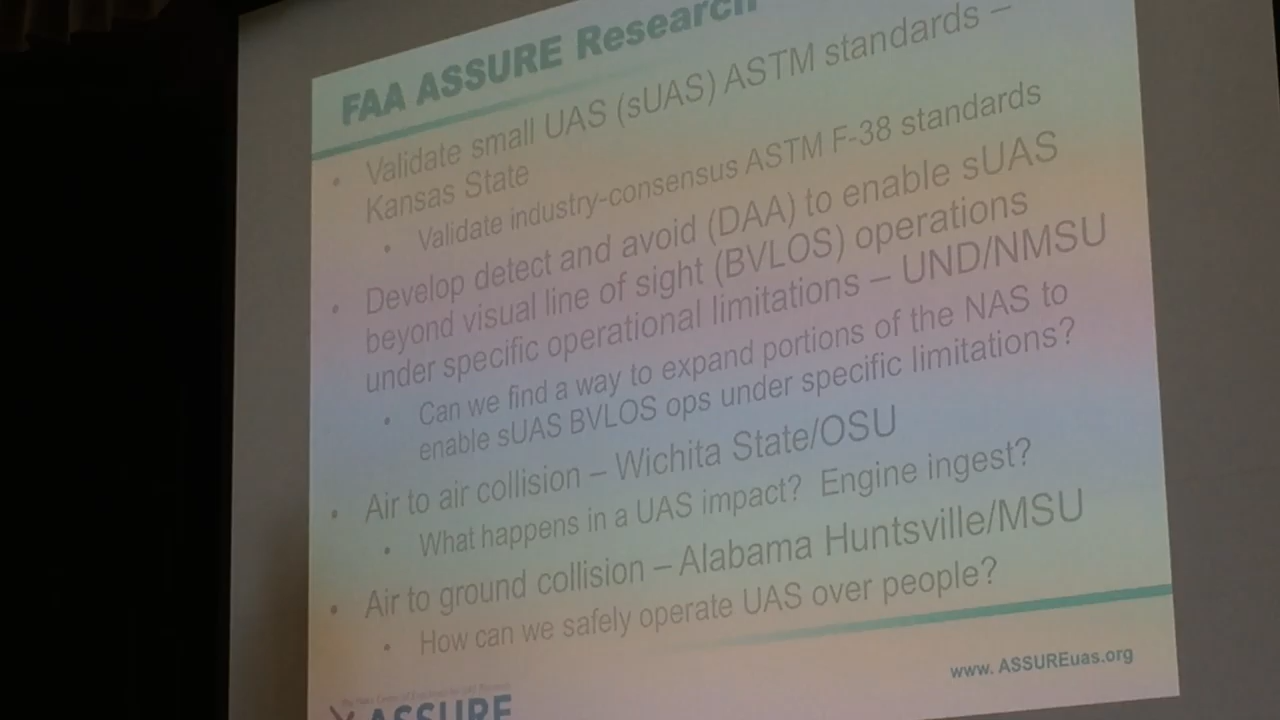 FAA ASSURE Research
• Validate small UAS (sUAS) ASTM standards –
Kansas State
• Validate industry-consensus ASTM F-38 standards
• Develop detect and avoid (DAA) to enable sUAS
beyond visual line of sight (BVLOS) operations
under specific operational limitations – UND/NMSU
• Can we find a way to expand portions of the NAS to
enable sUAS BVLOS ops under specific limitations?
• Air to air collision – Wichita State/OSU
• What happens in a UAS impact? Engine ingest?
• Air to ground collision – Alabama Huntsville/MSU
• How can we safely operate UAS over people?
www. ASSUREuas.org
ASSURE